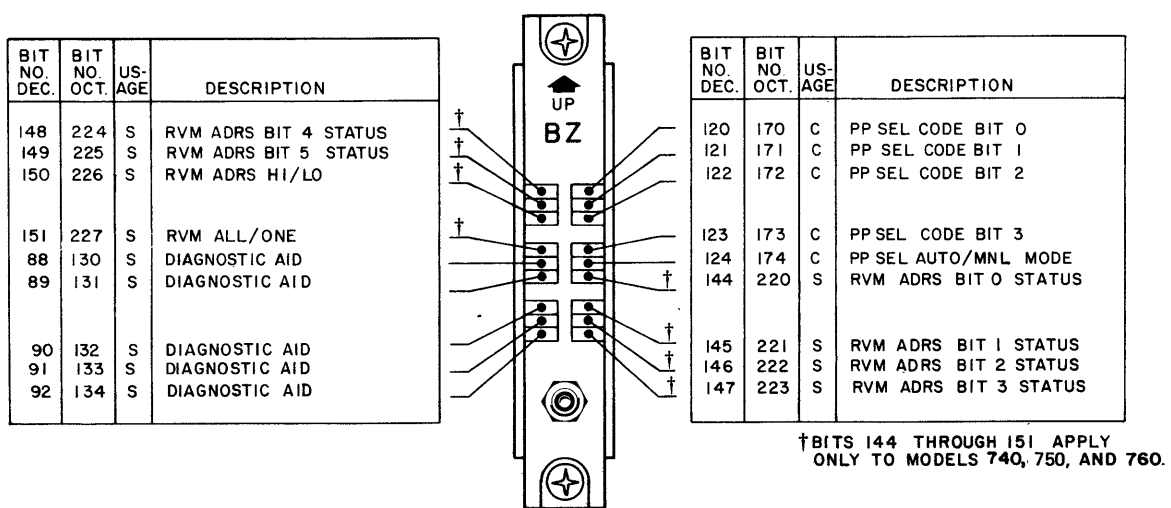 BIT NO. DEC. BIT NO. OCT. US-AGE DESCRIPTION
148 224 S RVM ADRS BIT 4 STATUS
149 225 S RVM ADRS BIT 5 STATUS
150 226 S RVM ADRS HI/LO
151 227 S RVM ALL/ONE
88 130 S DIAGNOSTIC AID
89 131 S DIAGNOSTIC AID
90 132 S DIAGNOSTIC AID
91 133 S DIAGNOSTIC AID
92 134 S DIAGNOSTIC AID
†
†
†
†
UP
BZ
†
†
†
†
BIT NO. DEC. BIT NO. OCT. US-AGE DESCRIPTION
120 170 C PP SEL CODE BIT 0
121 171 C PP SEL CODE BIT 1
122 172 C PP SEL CODE BIT 2
123 173 C PP SEL CODE BIT 3
124 174 C PP SEL AUTO/MNL MODE
144 220 S RVM ADRS BIT 0 STATUS
145 221 S RVM ADRS BIT 1 STATUS
146 222 S RVM ADRS BIT 2 STATUS
147 223 S RVM ADRS BIT 3 STATUS
†BITS 144 THROUGH 151 APPLY
ONLY TO MODELS 740, 750, AND 760.